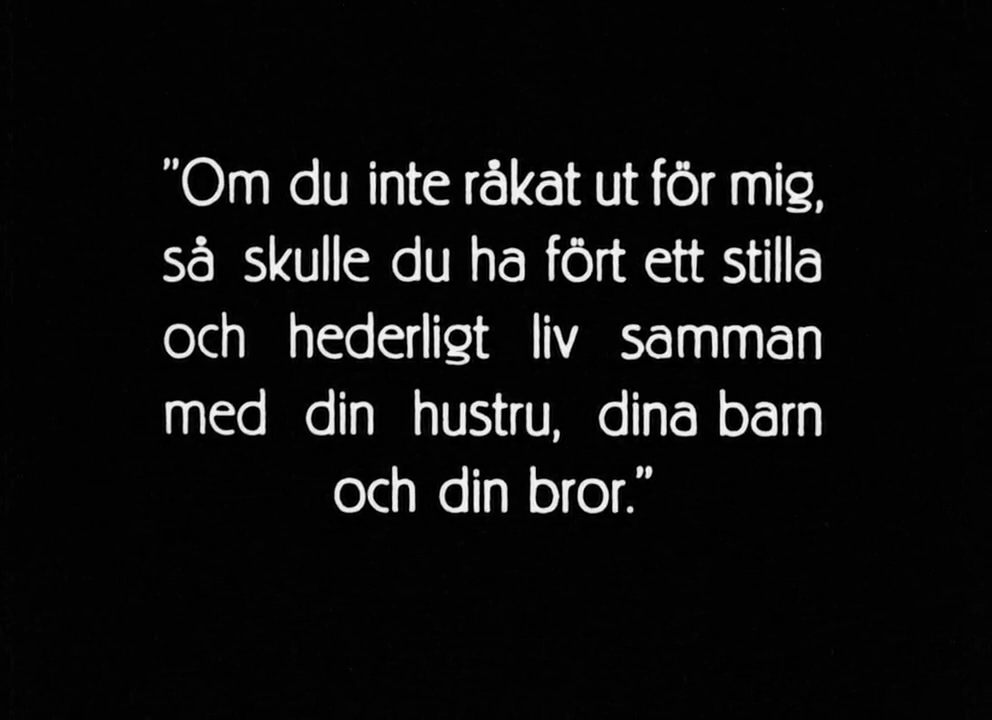 ”Om du inte råkat ut för mig,
så skulle du ha fört ett stilla
och hederligt liv samman
med din hustru, dina barn
och din bror.”